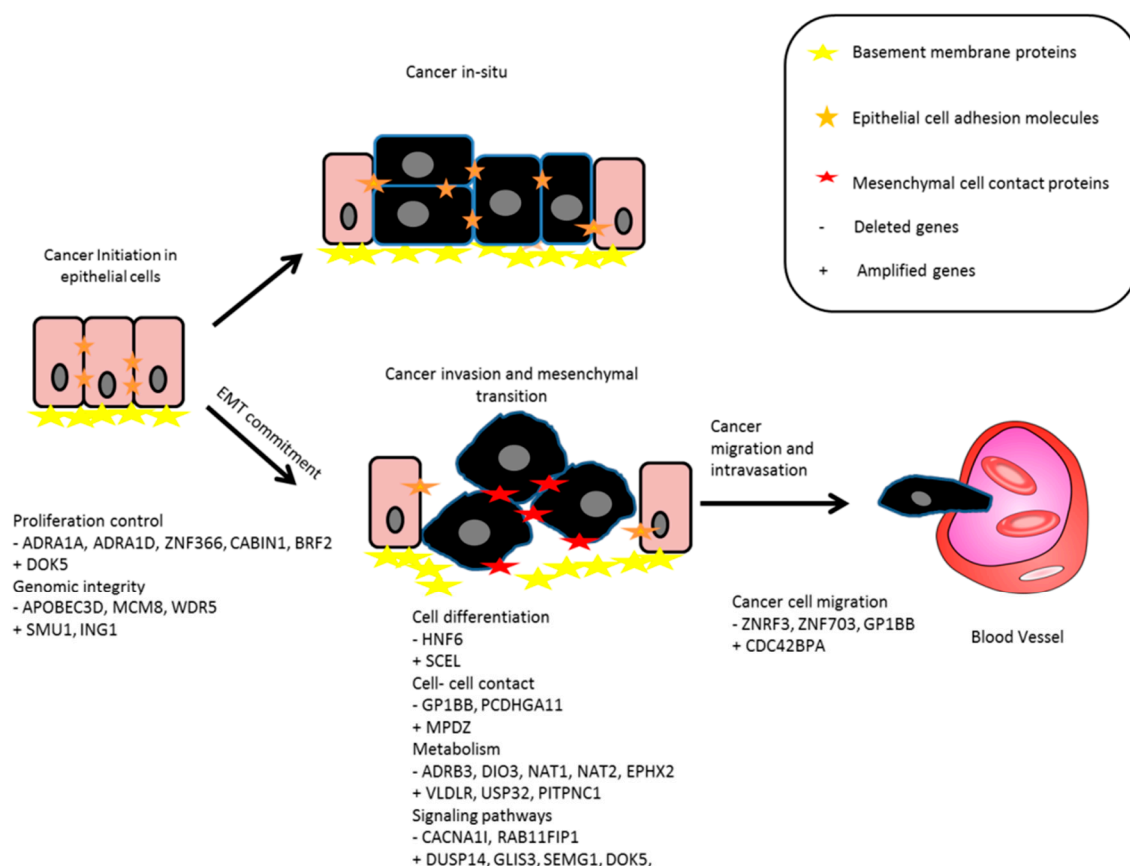 Cancer in-situ
Basement membrane proteins
Epithelial cell adhesion molecules
Mesenchymal cell contact proteins
- Deleted genes
+ Amplified genes
Cancer Initiation in
epithelial cells
EMT commitment
Cancer invasion and mesenchymal
transition
Cancer
migration and
intravasation
Proliferation control
- ADRA1A, ADRA1D, ZNF366, CABIN1, BRF2
+ DOK5
Genomic integrity
- APOBEC3D, MCM8, WDR5
+ SMU1, ING1
Cell differentiation
- HNF6
+ SCEL
Cell- cell contact
- GP1BB, PCDHGA11
+ MPDZ
Metabolism
- ADRB3, DIO3, NAT1, NAT2, EPHX2
+ VLDLR, USP32, PITPNC1
Signaling pathways
- CACNA1I, RAB11FIP1
+ DUSP14, GLIS3, SEMG1, DOK5,
Cancer cell migration
- ZNRF3, ZNF703, GP1BB
+ CDC42BPA
Blood Vessel